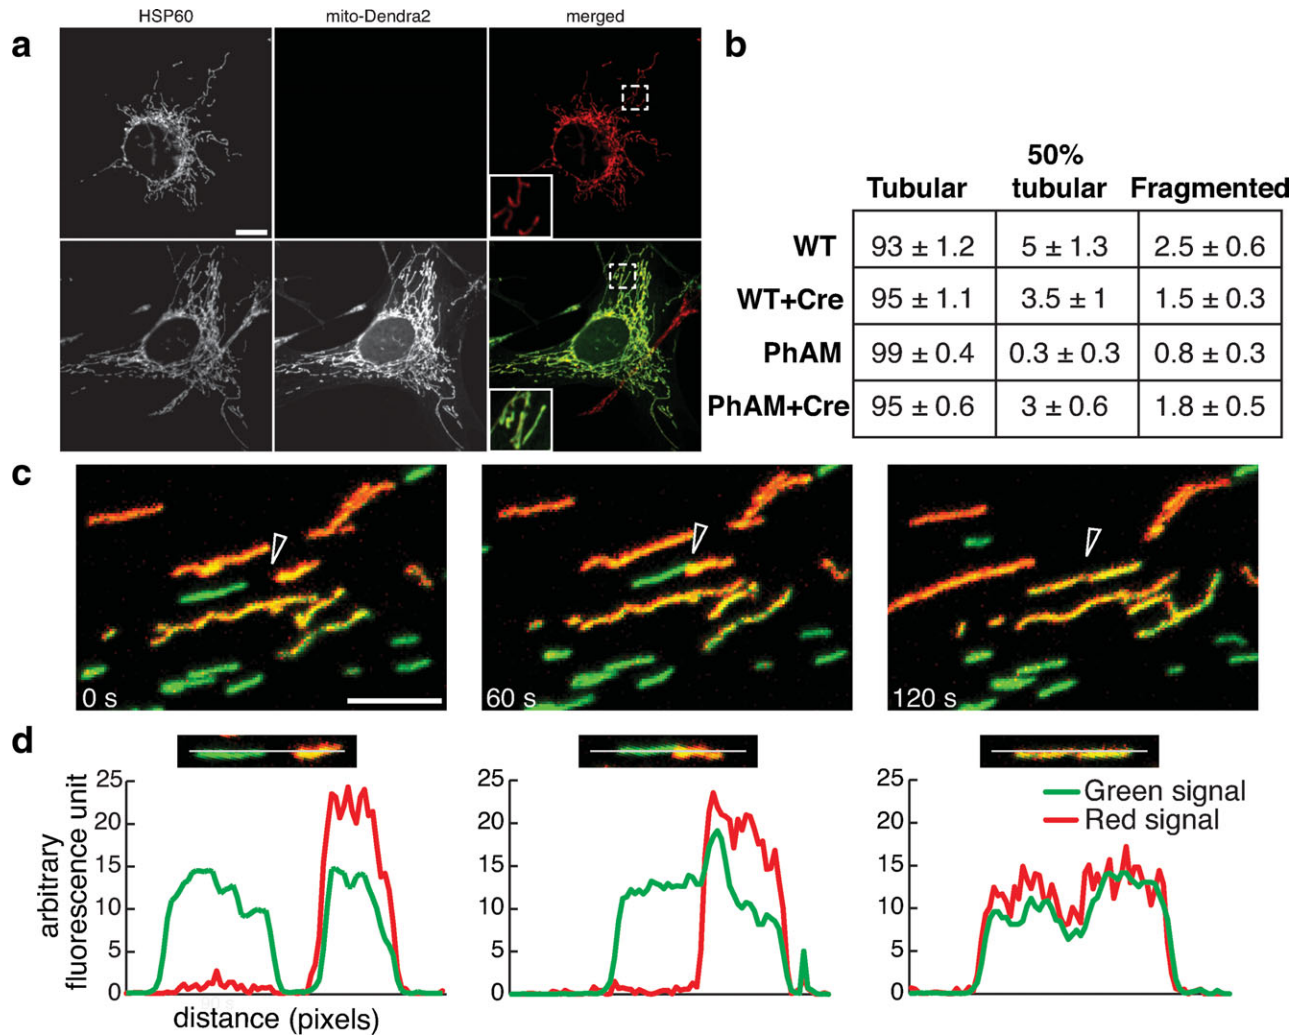 HSP60 mito-Dendra2 merged
a
b
50%
Tubular tubular Fragmented
WT 93 ± 1.2 5 ± 1.3 2.5 ± 0.6
WT+Cre 95 ± 1.1 3.5 ± 1 1.5 ± 0.3
PhAM 99 ± 0.4 0.3 ± 0.3 0.8 ± 0.3
PhAM+Cre 95 ± 0.6 3 ± 0.6 1.8 ± 0.5
c
0 s 60 s 120 s
d
arbitrary
fluorescence unit
25 25 25
20 20 20
15 15 15
10 10 10
5 5 5
0 0 0
Green signal
Red signal
distance (pixels)